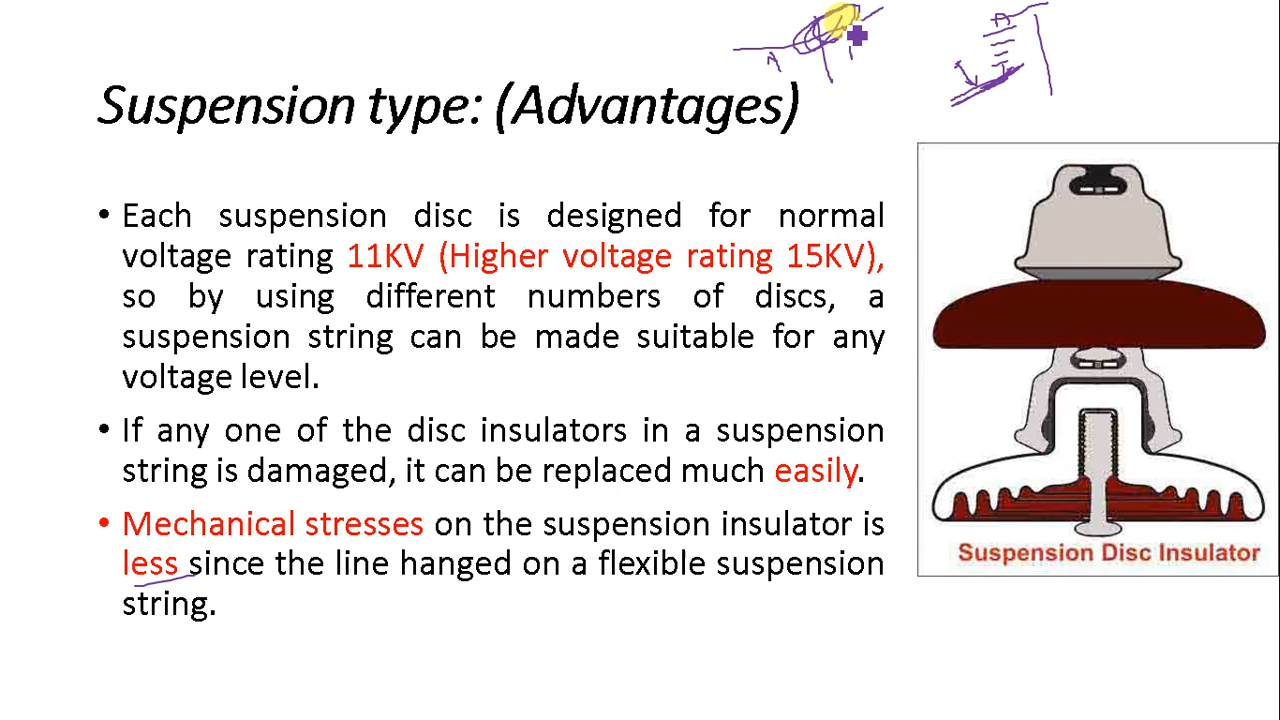 Suspension type: (Advantages)
• Each suspension disc is designed for normal
voltage rating 11KV (Higher voltage rating 15KV),
so by using different numbers of discs, a
suspension string can be made suitable for any
voltage level.
• If any one of the disc insulators in a suspension
string is damaged, it can be replaced much easily.
• Mechanical stresses on the suspension insulator is
less since the line hanged on a flexible suspension
string.
Suspension Disc Insulator